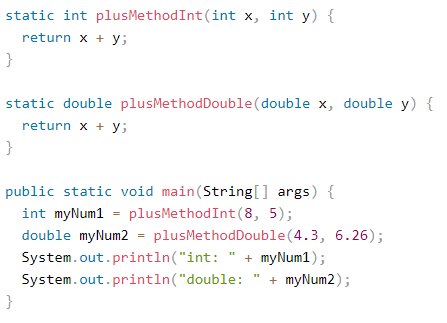 static int plusMethodInt(int x, int y) {
  return x + y;
}

static double plusMethodDouble(double x, double y) {
  return x + y;
}

public static void main(String[] args) {
  int myNum1 = plusMethodInt(8, 5);
  double myNum2 = plusMethodDouble(4.3, 6.26);
  System.out.println("int: " + myNum1);
  System.out.println("double: " + myNum2);
}